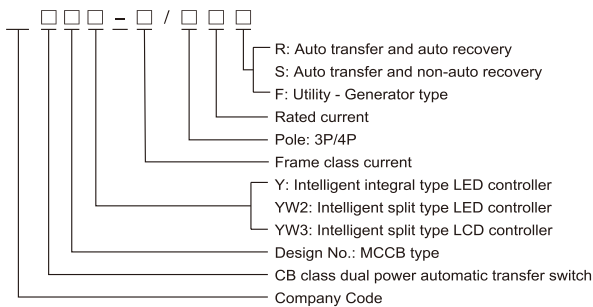 □ □ □ – □ / □ □ □
R: Auto transfer and auto recovery
S: Auto transfer and non-auto recovery
F: Utility - Generator type
Rated current
Pole: 3P/4P
Frame class current
Y: Intelligent integral type LED controller
YW2: Intelligent split type LED controller
YW3: Intelligent split type LCD controller
Design No.: MCCB type
CB class dual power automatic transfer switch
Company Code